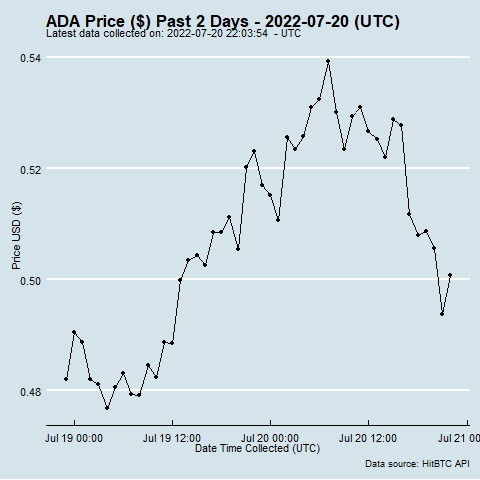 ADA Price ($) Past 2 Days - 2022-07-20 (UTC)
Latest data collected on: 2022-07-20 22:03:54  - UTC
Price USD ($)
0.54
0.52
0.50
0.48
Jul 19 00:00 Jul 19 12:00 Jul 20 00:00 Jul 20 12:00 Jul 21 00
Date Time Collected (UTC)
Data source: HitBTC API